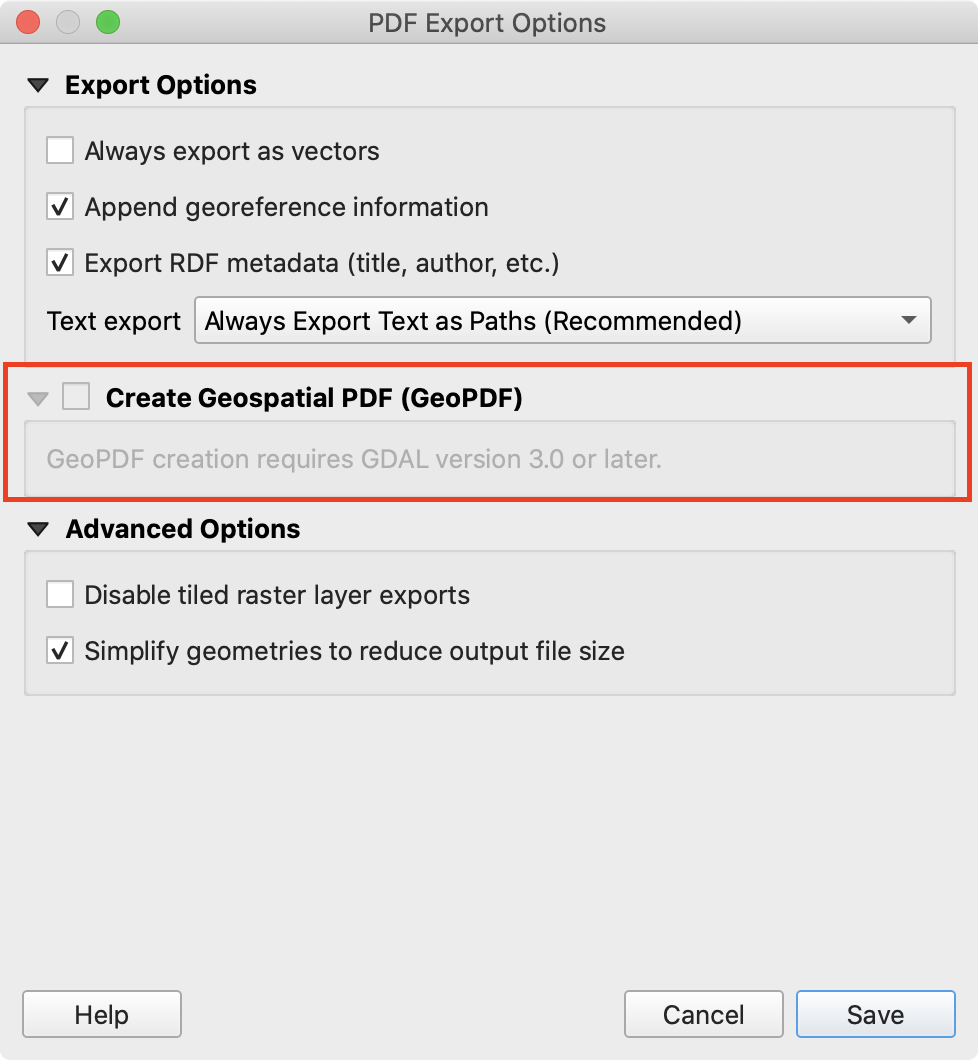 PDF Export Options
Export Options
Always export as vectors
Append georeference information
Export RDF metadata (title, author, etc.)
Text export Always Export Text as Paths (Recommended)
Create Geospatial PDF (GeoPDF)
GeoPDF creation requires GDAL version 3.0 or later.
Advanced Options
Disable tiled raster layer exports
Simplify geometries to reduce output file size
Help Cancel Save